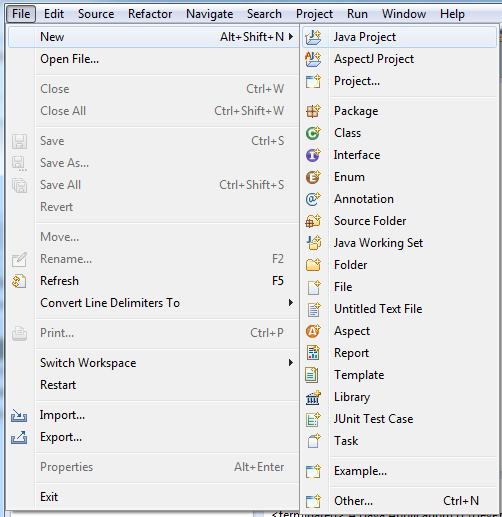 File Edit Source Refactor Navigate Search Project Run Window Help
New Alt+Shift+N
Open File...
Close Ctrl+W
Close All Ctrl+Shift+W
Save Ctrl+S
Save As...
Save All Ctrl+Shift+S
Revert
Move...
Rename... F2
Refresh F5
Convert Line Delimiters To
Print... Ctrl+P
Switch Workspace
Restart
Import...
Export...
Properties Alt+Enter
Exit
Java Project
AspectJ Project
Project...
Package
Class
Interface
Enum
Annotation
Source Folder
Java Working Set
Folder
File
Untitled Text File
Aspect
Report
Template
Library
JUnit Test Case
Task
Example...
Other... Ctrl+N